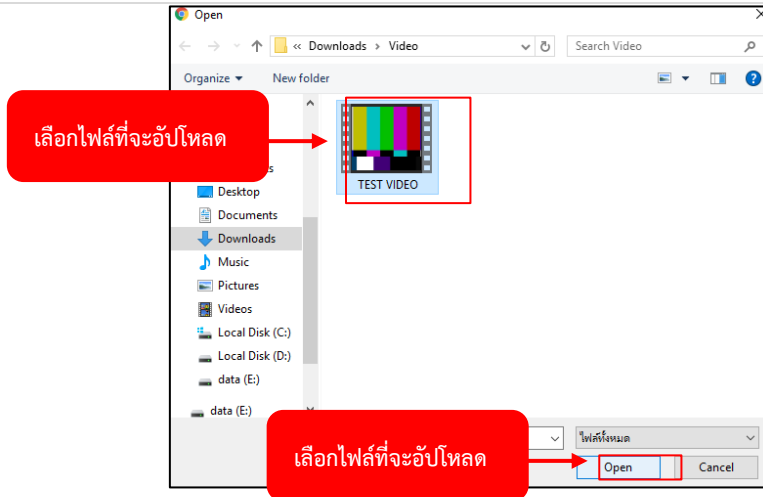 Open
« Downloads › Video
Search Video
Organize
New folder
เลือกไฟล์ที่จะอัปโหลด
TEST VIDEO
Desktop
Documents
Downloads
Music
Pictures
Videos
Local Disk (C:)
Local Disk (D:)
data (E:)
data (E:)
เลือกไฟล์ที่จะอัปโหลด
ไฟล์ทั้งหมด
Open
Cancel